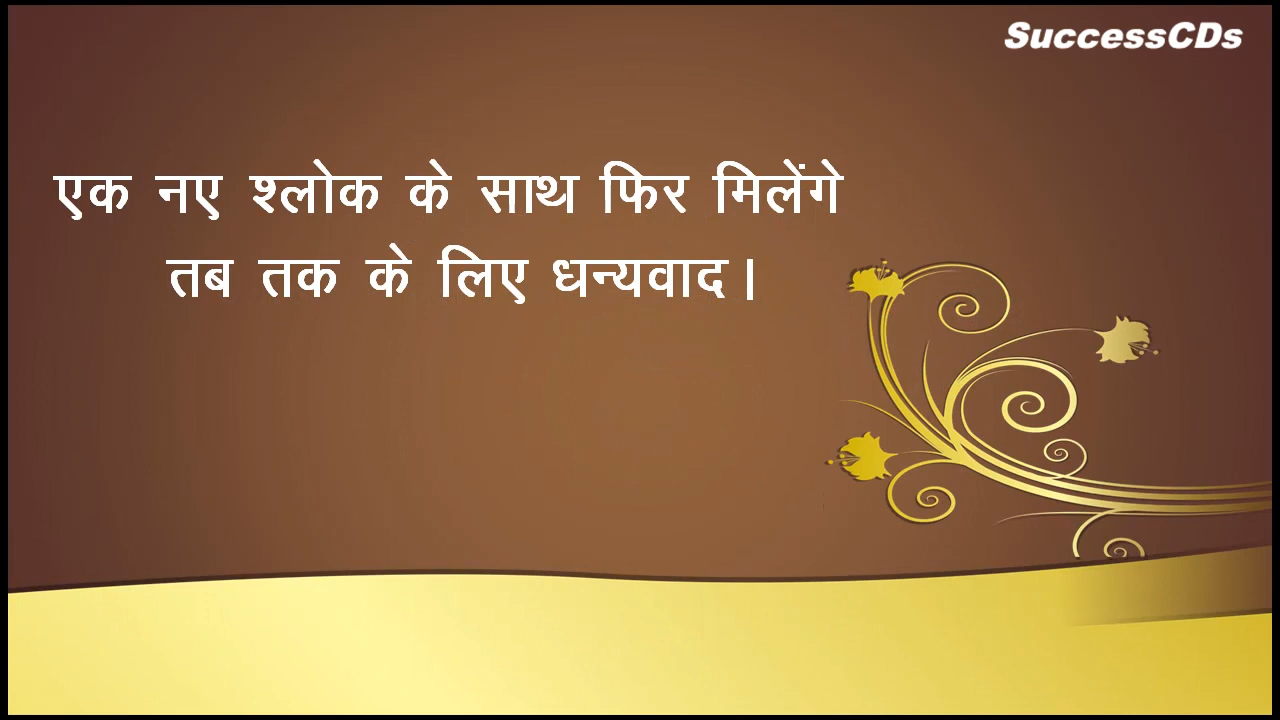 SuccessCDs
एक नए श्लोक के साथ फिर मिलेंगे
तब तक के लिए धन्यवाद।